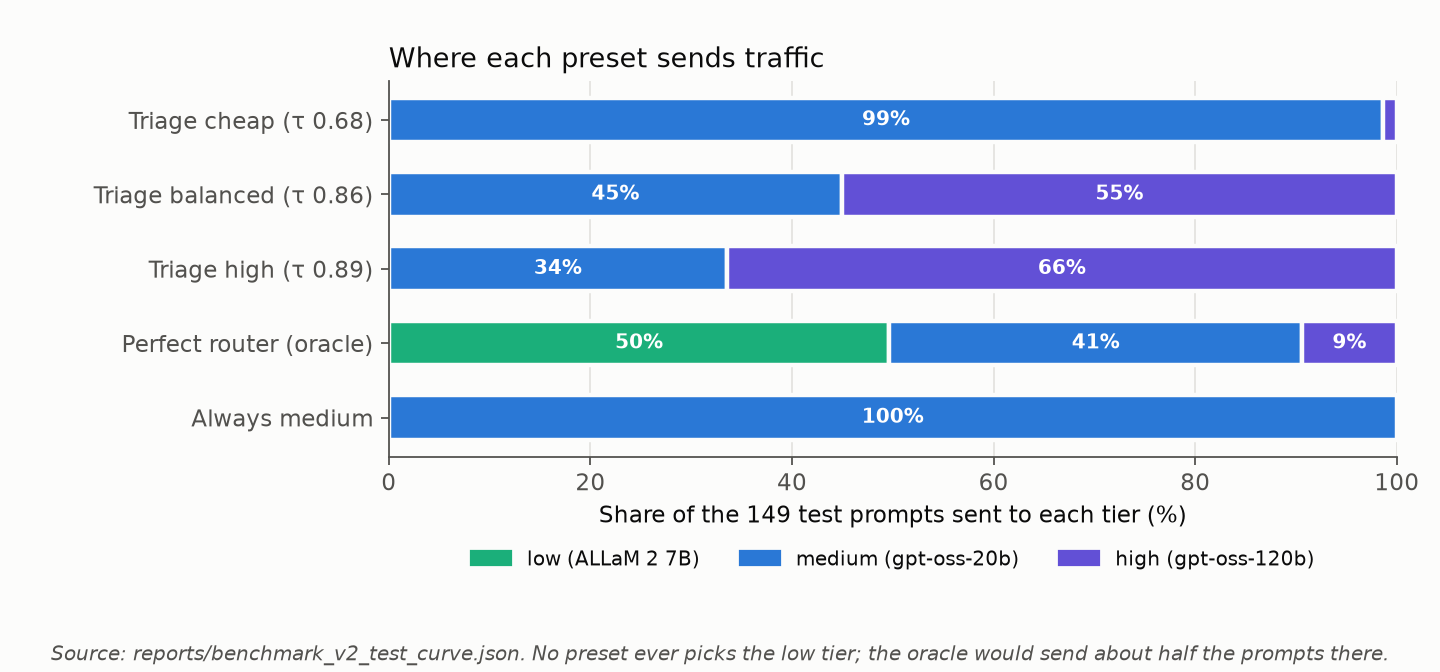 Where each preset sends traffic
Triage cheap (τ 0.68)
99%
Triage balanced (τ 0.86)
45%
55%
Triage high (τ 0.89)
34%
66%
Perfect router (oracle)
50%
41%
9%
Always medium
100%
0
20
40
60
80
100
Share of the 149 test prompts sent to each tier (%)
low (ALLaM 2 7B)
medium (gpt-oss-20b)
high (gpt-oss-120b)
Source: reports/benchmark_v2_test_curve.json. No preset ever picks the low tier; the oracle would send about half the prompts there.